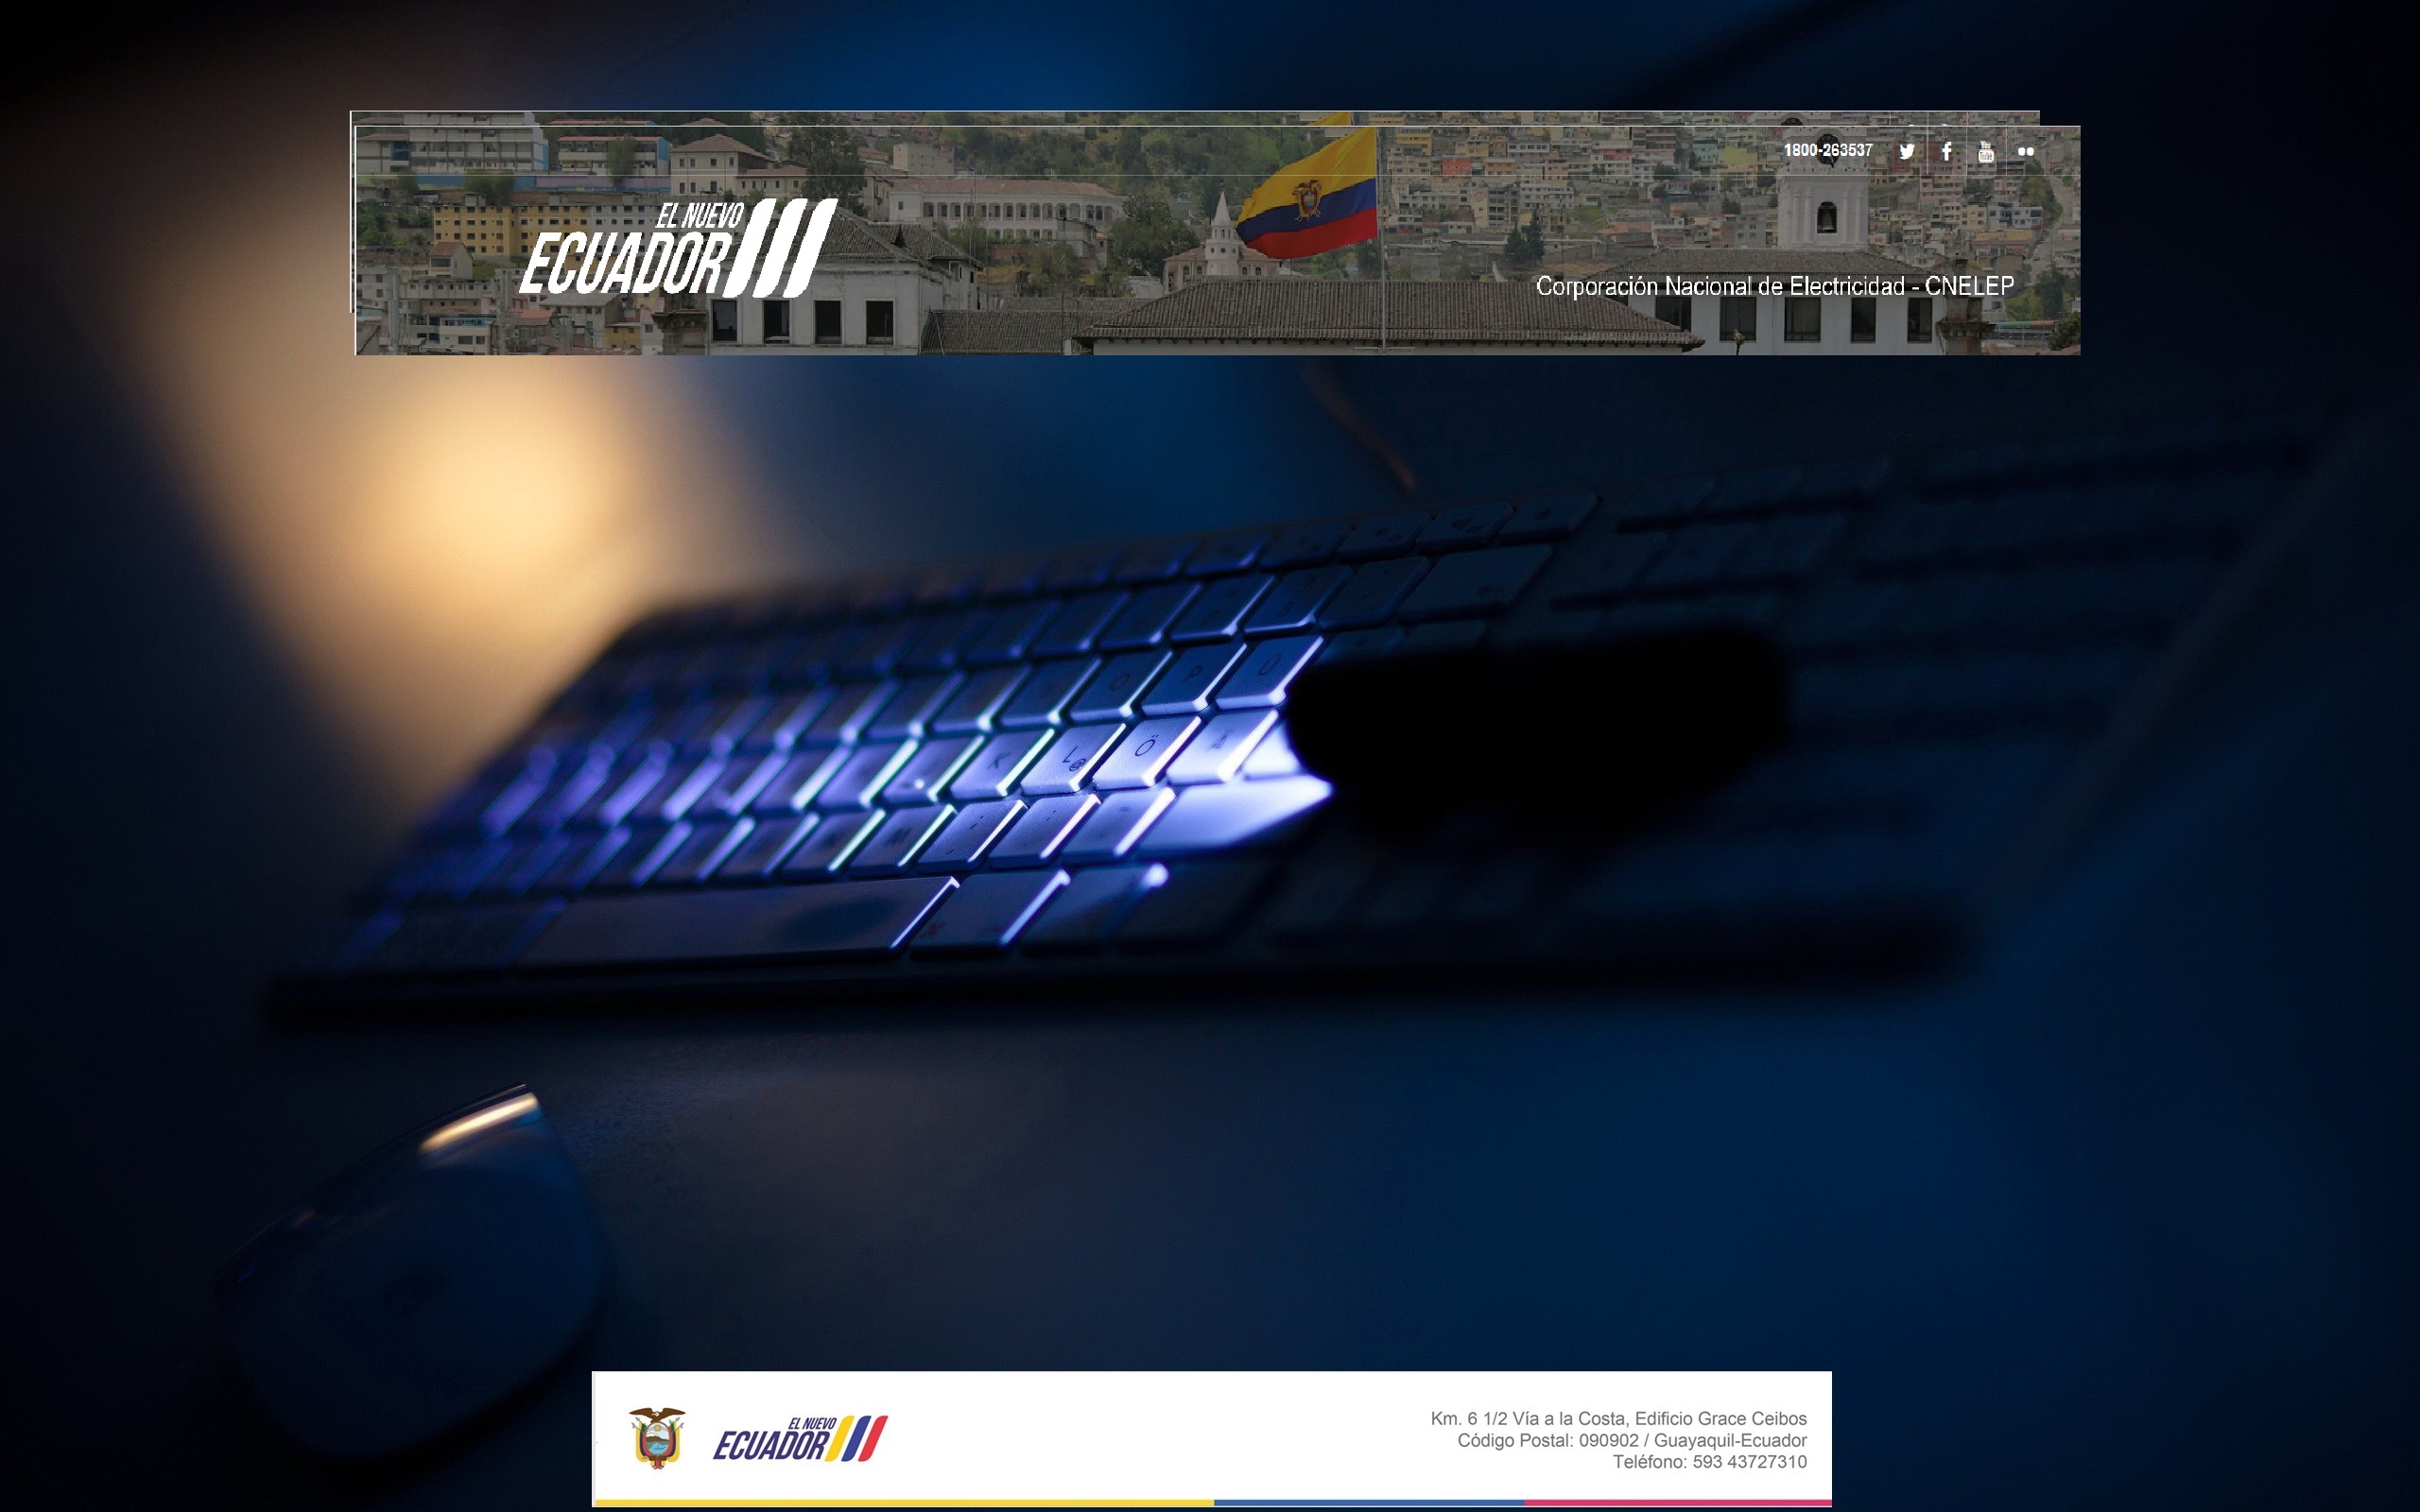 1800-263537
EL NUEVO
ECUADOR
Corporación Nacional de Electricidad - CNELEP
O P Ü
K L @ Ö
M ; :
EL NUEVO
ECUADOR
Km. 6 1/2 Vía a la Costa, Edificio Grace Ceibos
Código Postal: 090902 / Guayaquil-Ecuador
Teléfono: 593 43727310